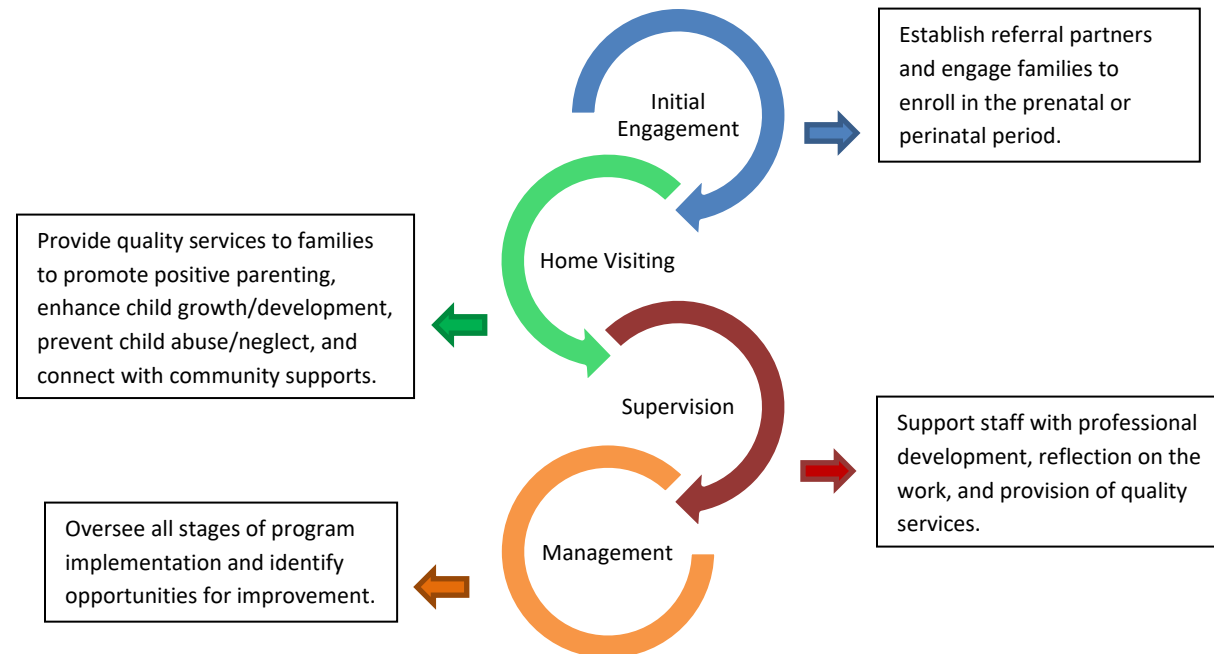 Initial
Engagement
Establish referral partners
and engage families to
enroll in the prenatal or
perinatal period.
Home Visiting
Provide quality services to families
to promote positive parenting,
enhance child growth/development,
prevent child abuse/neglect, and
connect with community supports.
Supervision
Support staff with professional
development, reflection on the
work, and provision of quality
services.
Management
Oversee all stages of program
implementation and identify
opportunities for improvement.